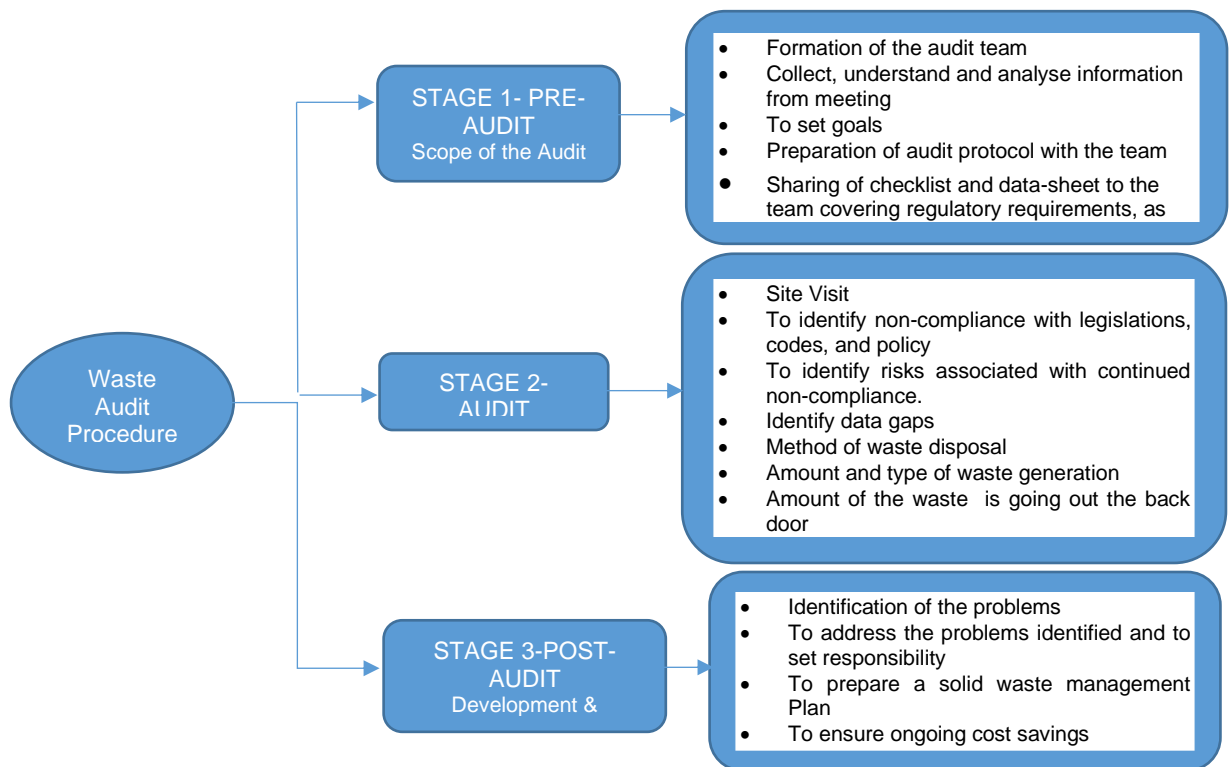 Waste
Audit
Procedure
STAGE 1- PRE-
AUDIT
Scope of the Audit
• Formation of the audit team
• Collect, understand and analyse information
from meeting
• To set goals
• Preparation of audit protocol with the team
• Sharing of checklist and data-sheet to the
team covering regulatory requirements, as
STAGE 2-
AUDIT
• Site Visit
• To identify non-compliance with legislations,
codes, and policy
• To identify risks associated with continued
non-compliance.
• Identify data gaps
• Method of waste disposal
• Amount and type of waste generation
• Amount of the waste is going out the back
door
STAGE 3-POST-
AUDIT
Development &
• Identification of the problems
• To address the problems identified and to
set responsibility
• To prepare a solid waste management
Plan
• To ensure ongoing cost savings